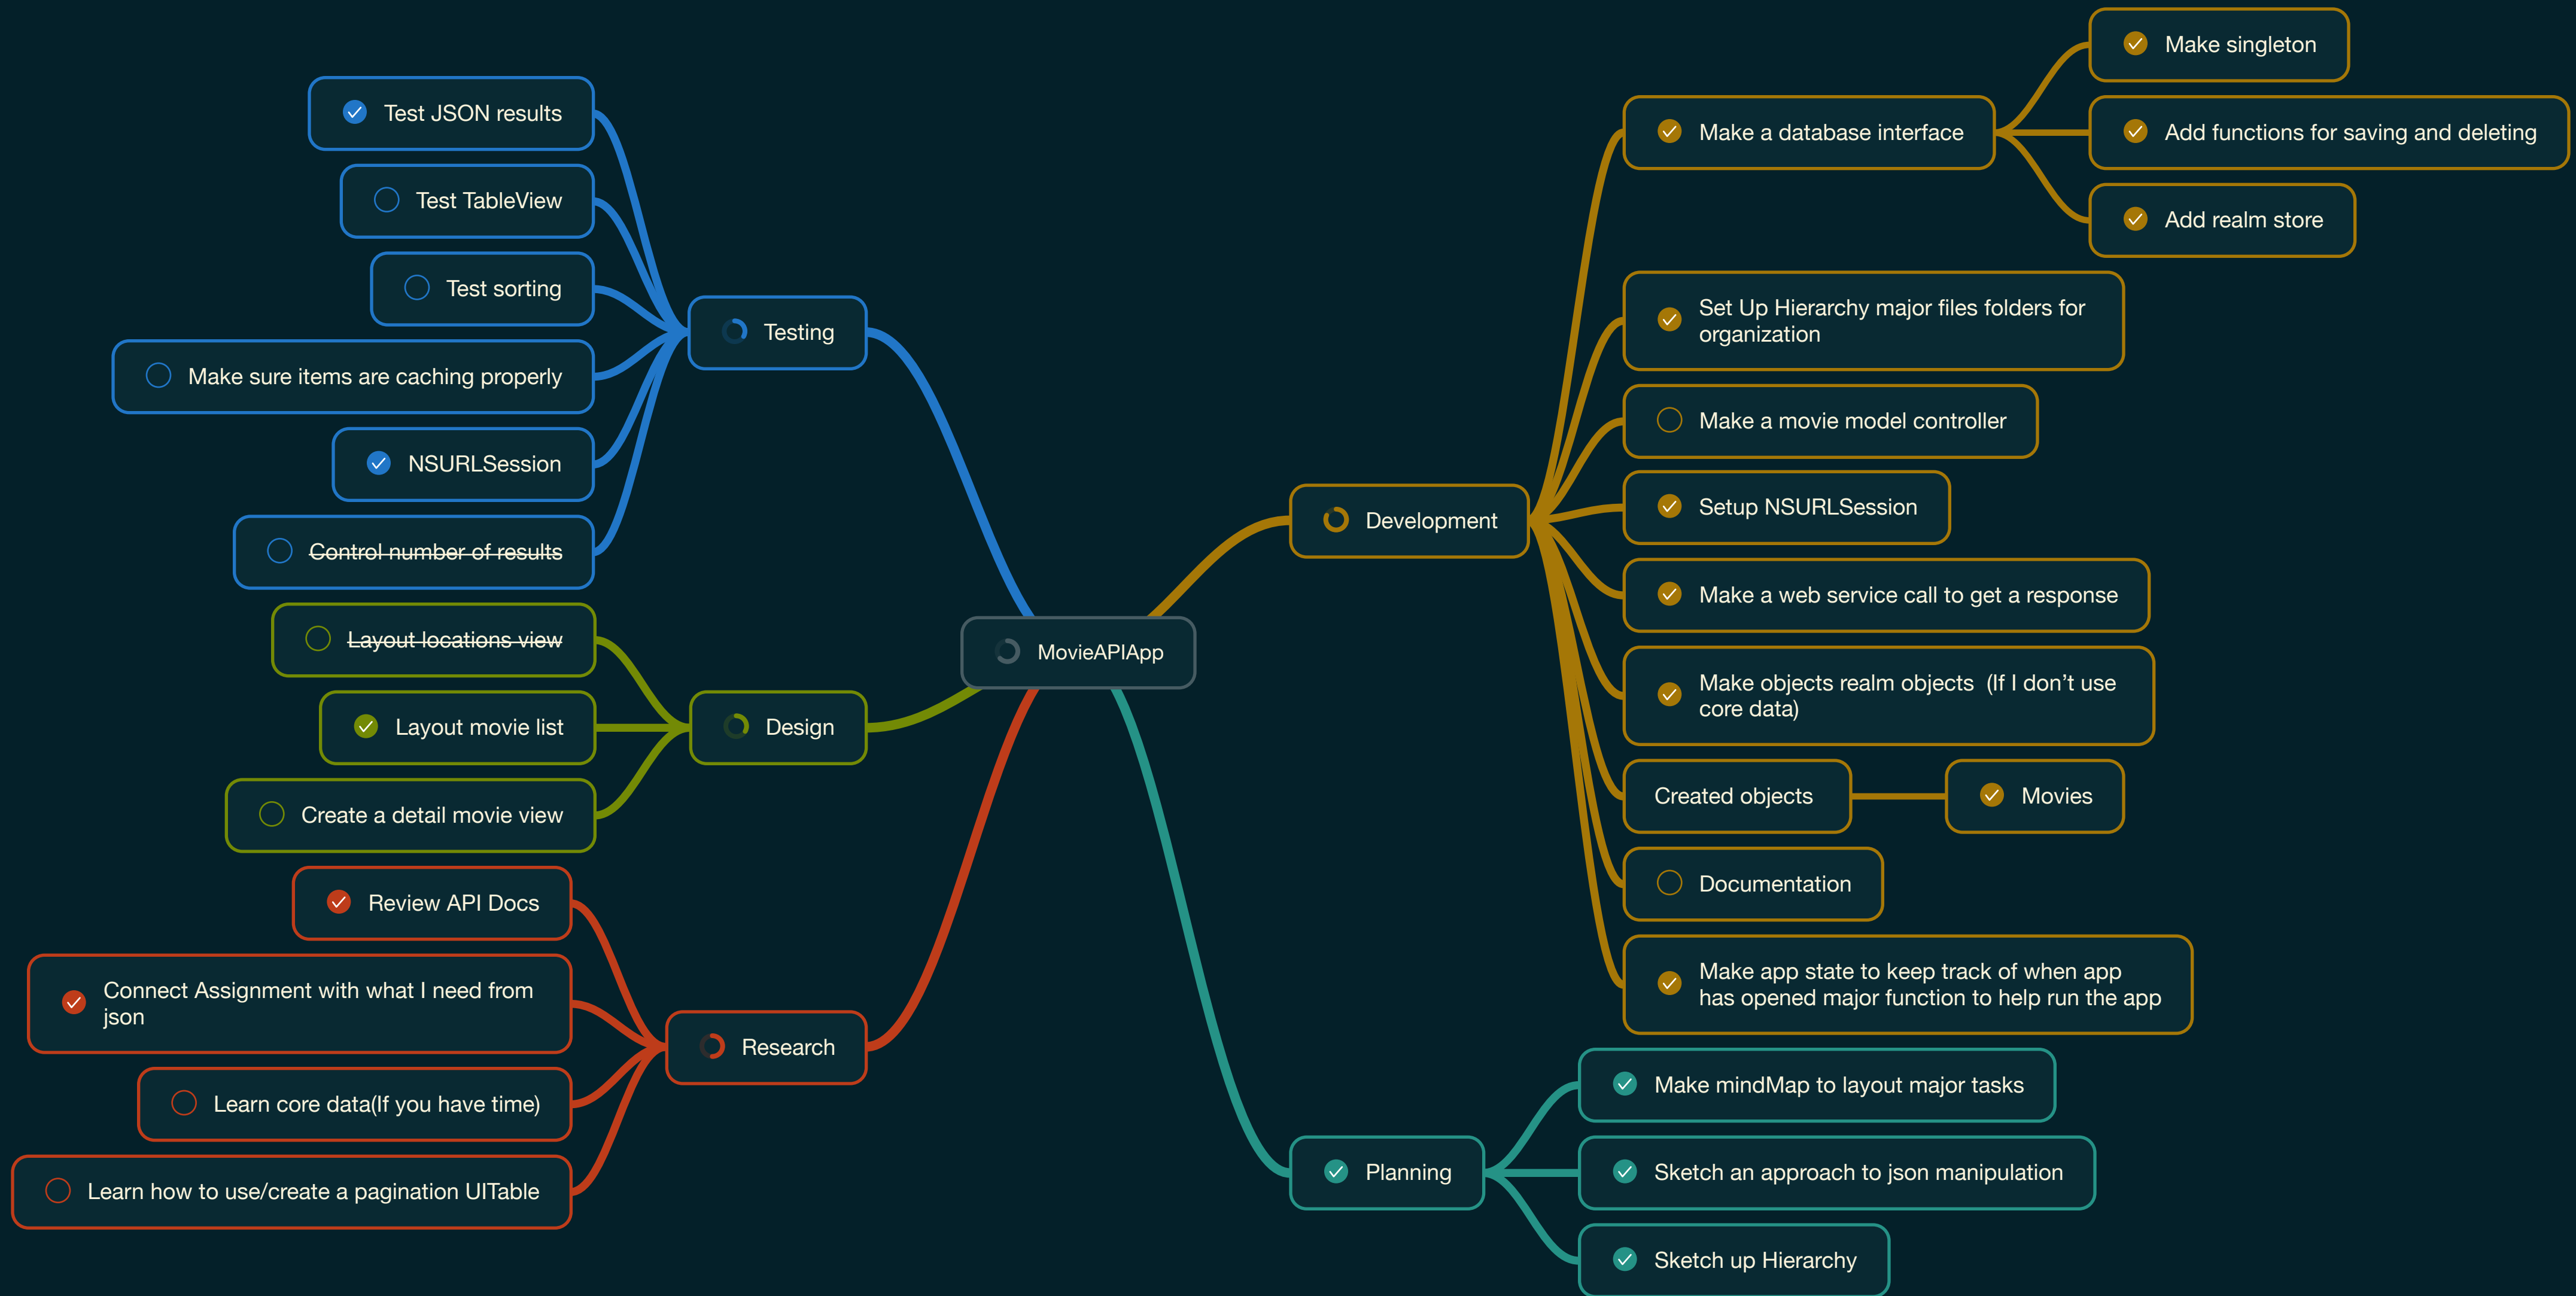 MovieAPIApp
Testing
Test JSON results
Test TableView
Test sorting
Make sure items are caching properly
NSURLSession
Control number of results
Design
Layout locations view
Layout movie list
Create a detail movie view
Research
Review API Docs
Connect Assignment with what I need from
json
Learn core data(If you have time)
Learn how to use/create a pagination UITable
Development
Make a database interface
Make singleton
Add functions for saving and deleting
Add realm store
Set Up Hierarchy major files folders for
organization
Make a movie model controller
Setup NSURLSession
Make a web service call to get a response
Make objects realm objects  (If I don’t use
core data)
Created objects
Movies
Documentation
Make app state to keep track of when app
has opened major function to help run the app
Planning
Make mindMap to layout major tasks
Sketch an approach to json manipulation
Sketch up Hierarchy